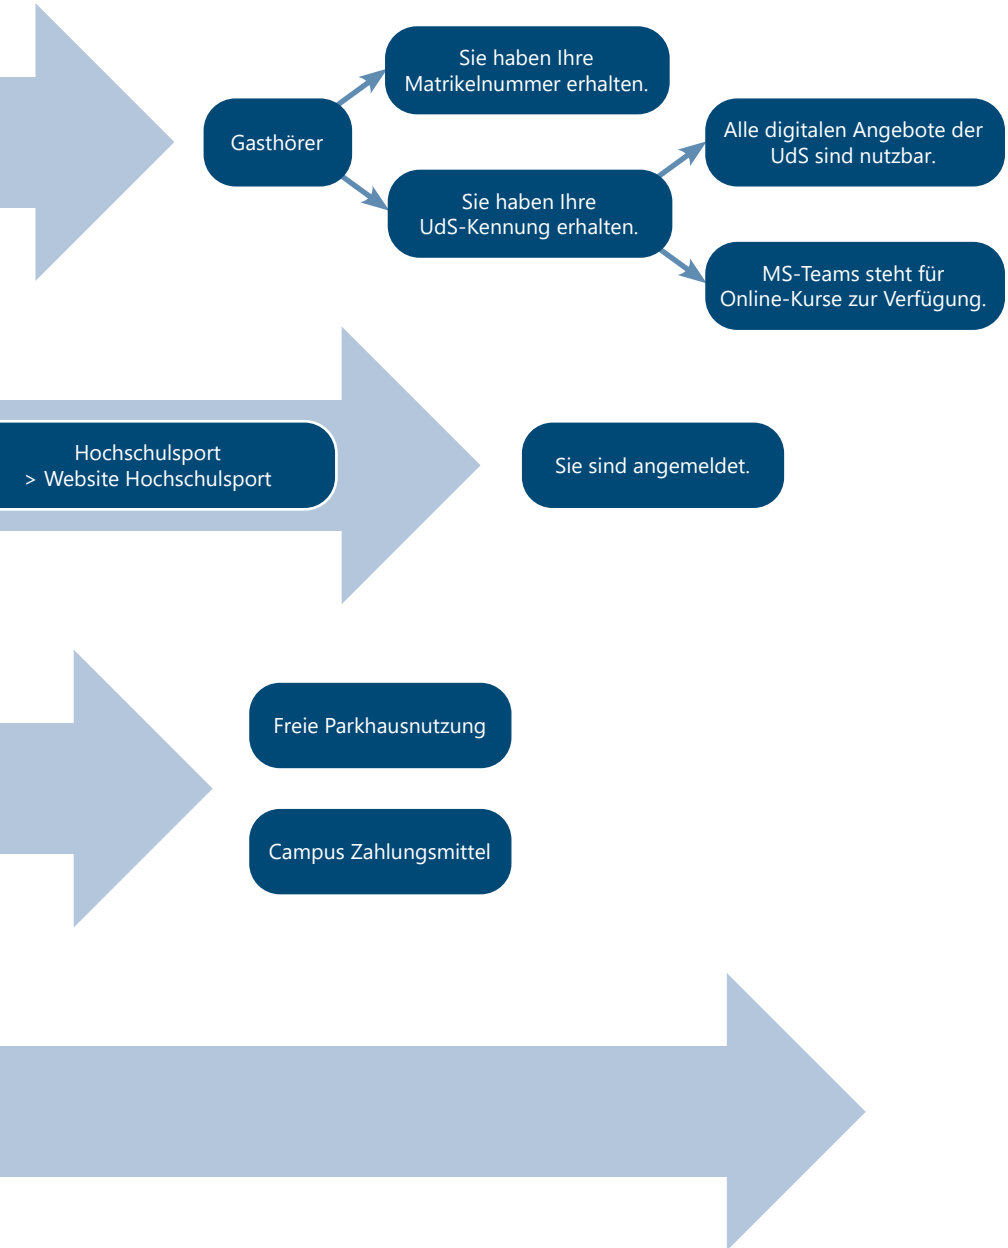 Sie haben Ihre
Matrikelnummer erhalten.
Gasthörer
Alle digitalen Angebote der
UdS sind nutzbar.
Sie haben Ihre
UdS-Kennung erhalten.
MS-Teams steht für
Online-Kurse zur Verfügung.
Hochschulsport
> Website Hochschulsport
Sie sind angemeldet.
Freie Parkhausnutzung
Campus Zahlungsmittel